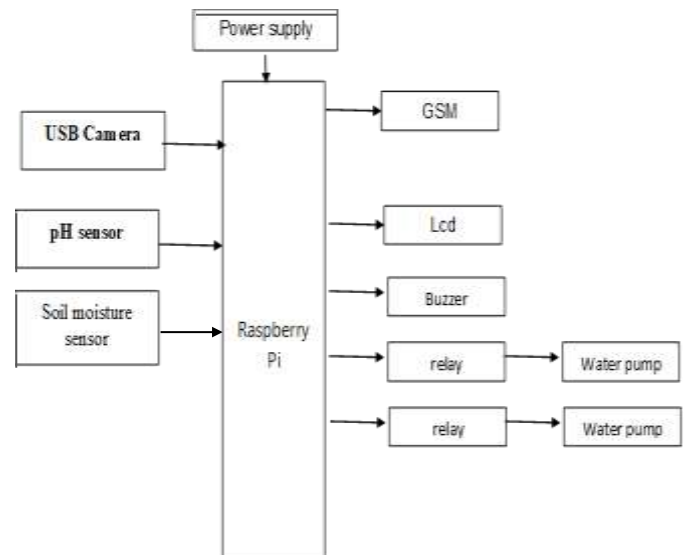 Power supply
USB Camera
GSM
pH sensor
Lcd
Soil moisture
sensor
Buzzer
Raspberry
Pi
relay
Water pump
relay
Water pump